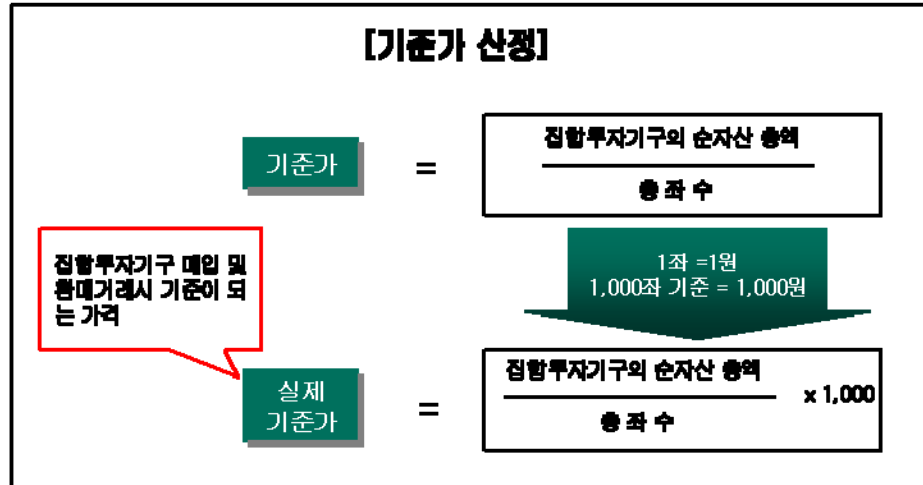 [기준가 산정]
기준가
=
집합투자기구의 순자산 총액
총 좌 수
1좌 =1원
1,000좌 기준 = 1,000원
집합투자기구 매입 및
환매거래시 기준이 되
는 가격
실제
기준가
=
집합투자기구의 순자산 총액
총 좌 수
x 1,000